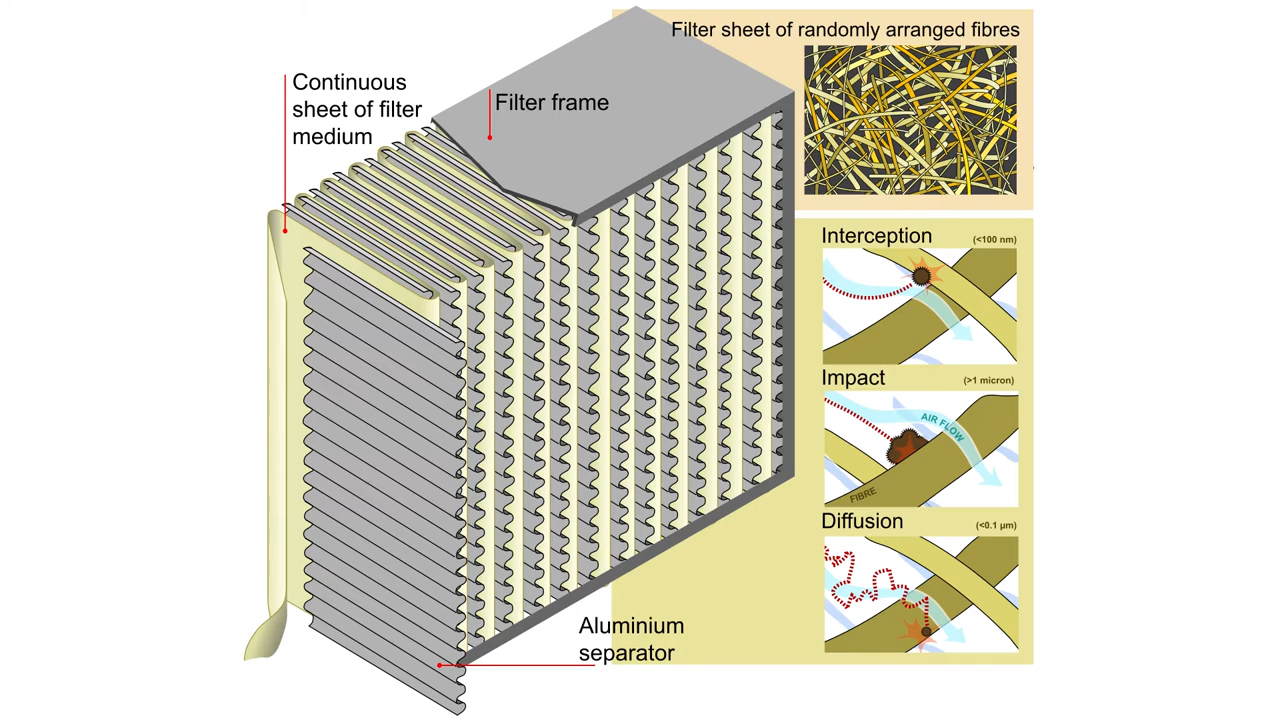 Filter sheet of randomly arranged fibres
Continuous
sheet of filter
medium
Filter frame
Interception
(<100 nm)
Impact
(>1 micron)
AIR FLOW
FIBRE
Diffusion
(<0.1 µm)
Aluminium
separator